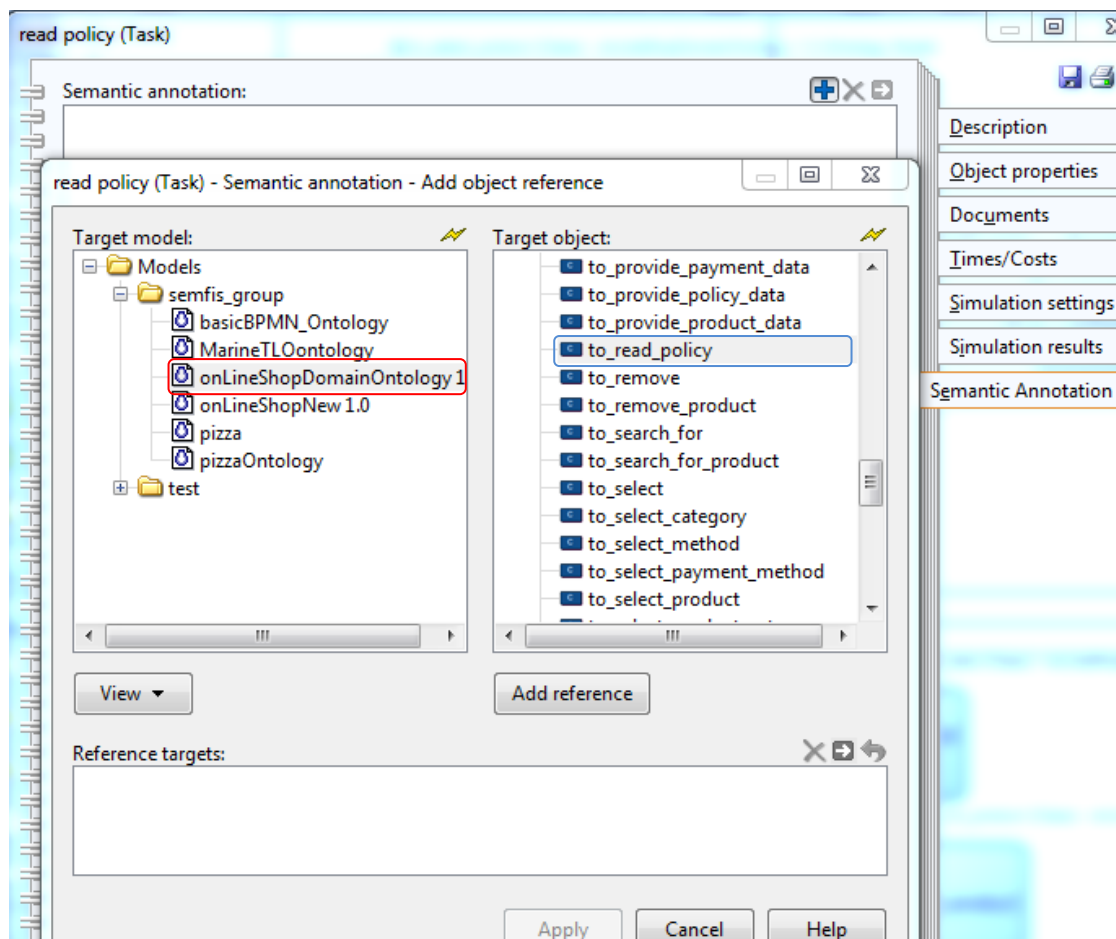 read policy (Task)
Semantic annotation:
Description
Object properties
Documents
Times/Costs
Simulation settings
Simulation results
Semantic Annotation
read policy (Task) - Semantic annotation - Add object reference
Target model:
Models
semfis_group
basicBPMN_Ontology
MarineTLOontology
onLineShopDomainOntology 1
onLineShopNew 1.0
pizza
pizzaOntology
test
View
Target object:
to_provide_payment_data
to_provide_policy_data
to_provide_product_data
to_read_policy
to_remove
to_remove_product
to_search_for
to_search_for_product
to_select
to_select_category
to_select_method
to_select_payment_method
to_select_product
Add reference
Reference targets:
Apply
Cancel
Help